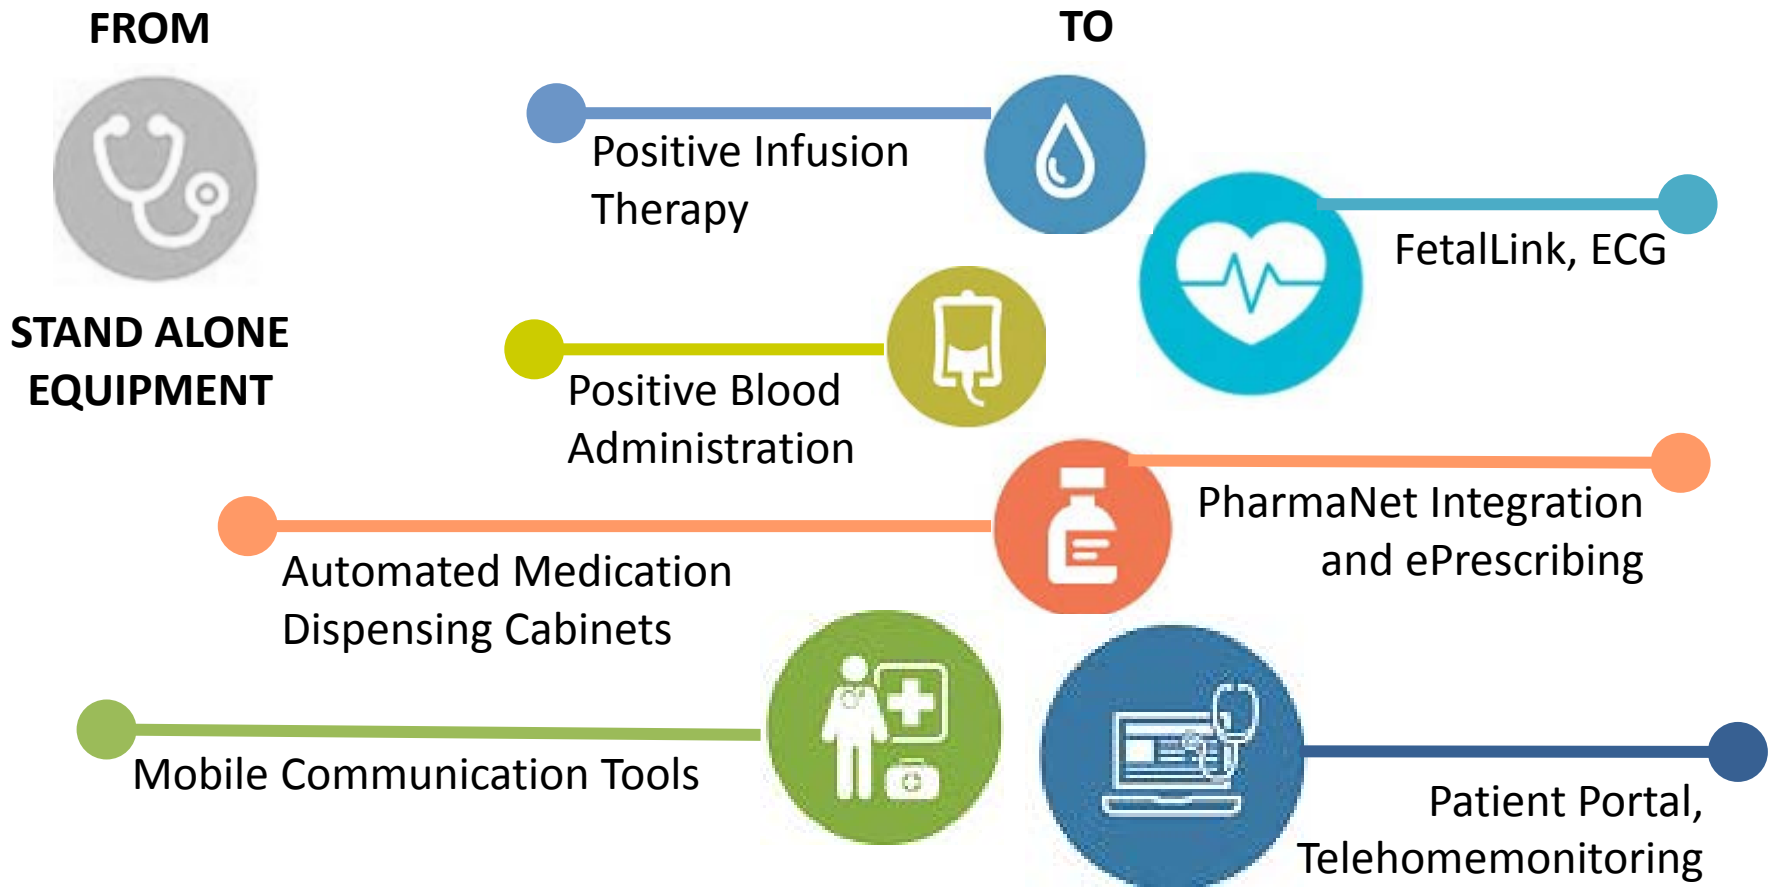 FROM
STAND ALONE
EQUIPMENT
TO
Positive Infusion
Therapy
FetalLink, ECG
Positive Blood
Administration
PharmaNet Integration
and ePrescribing
Automated Medication
Dispensing Cabinets
Mobile Communication Tools
Patient Portal,
Telehomemonitoring